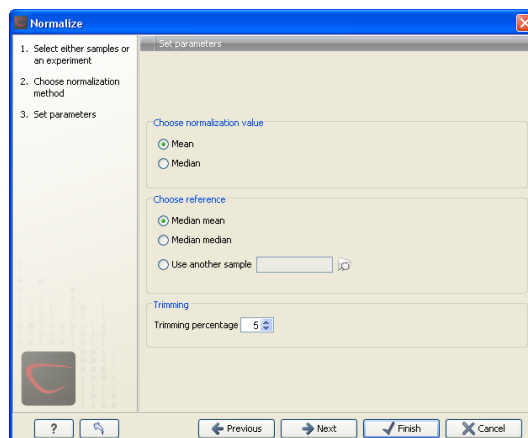 Normalize
1. Select either samples or
an experiment
2. Choose normalization
method
3. Set parameters
Set parameters
Choose normalization value
Mean
Median
Choose reference
Median mean
Median median
Use another sample
Trimming
Trimming percentage 5
? Previous Next Finish Cancel